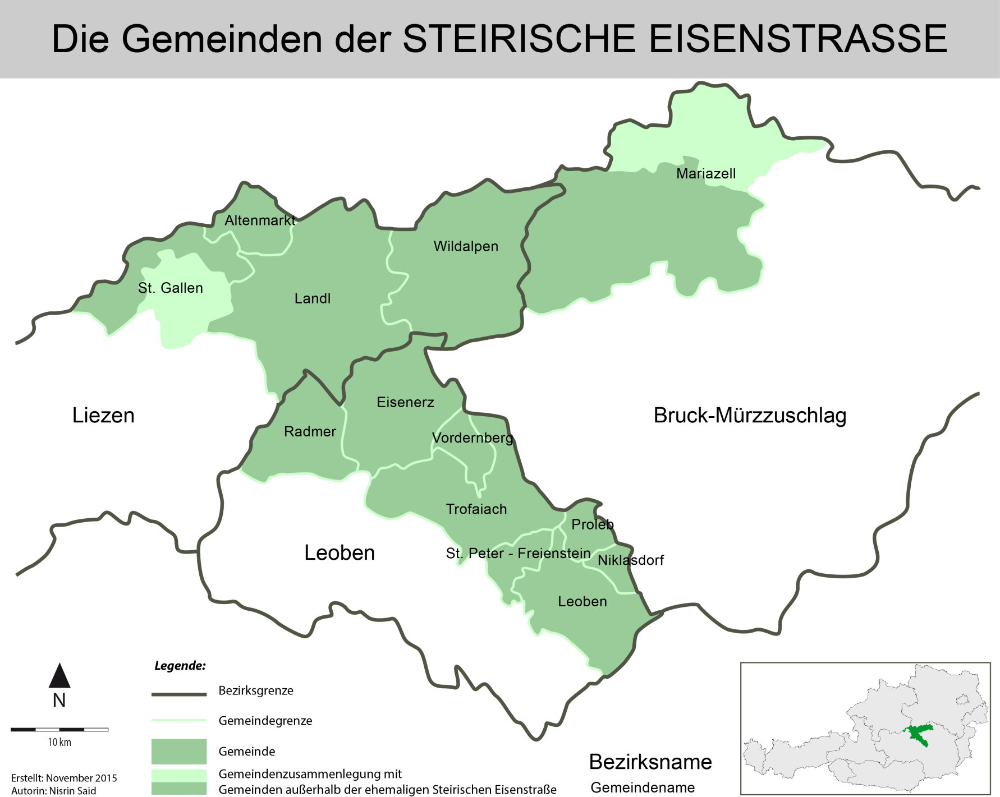 Die Gemeinden der STEIRISCHE EISENSTRASSE
Mariazell
Altenmarkt
Wildalpen
St. Gallen
Landl
Eisenerz
Liezen
Bruck-Mürzzuschlag
Radmer
Vordernberg
Trofaiach
Proleb
Leoben
St. Peter - Freienstein
Niklasdorf
Leoben
N
10 km
Erstellt: November 2015
Autorin: Nisrin Said
Legende:
Bezirksgrenze
Gemeindegrenze
Gemeinde
Gemeindenzusammenlegung mit
Gemeinden außerhalb der ehemaligen Steirischen Eisenstraße
Bezirksname
Gemeindename